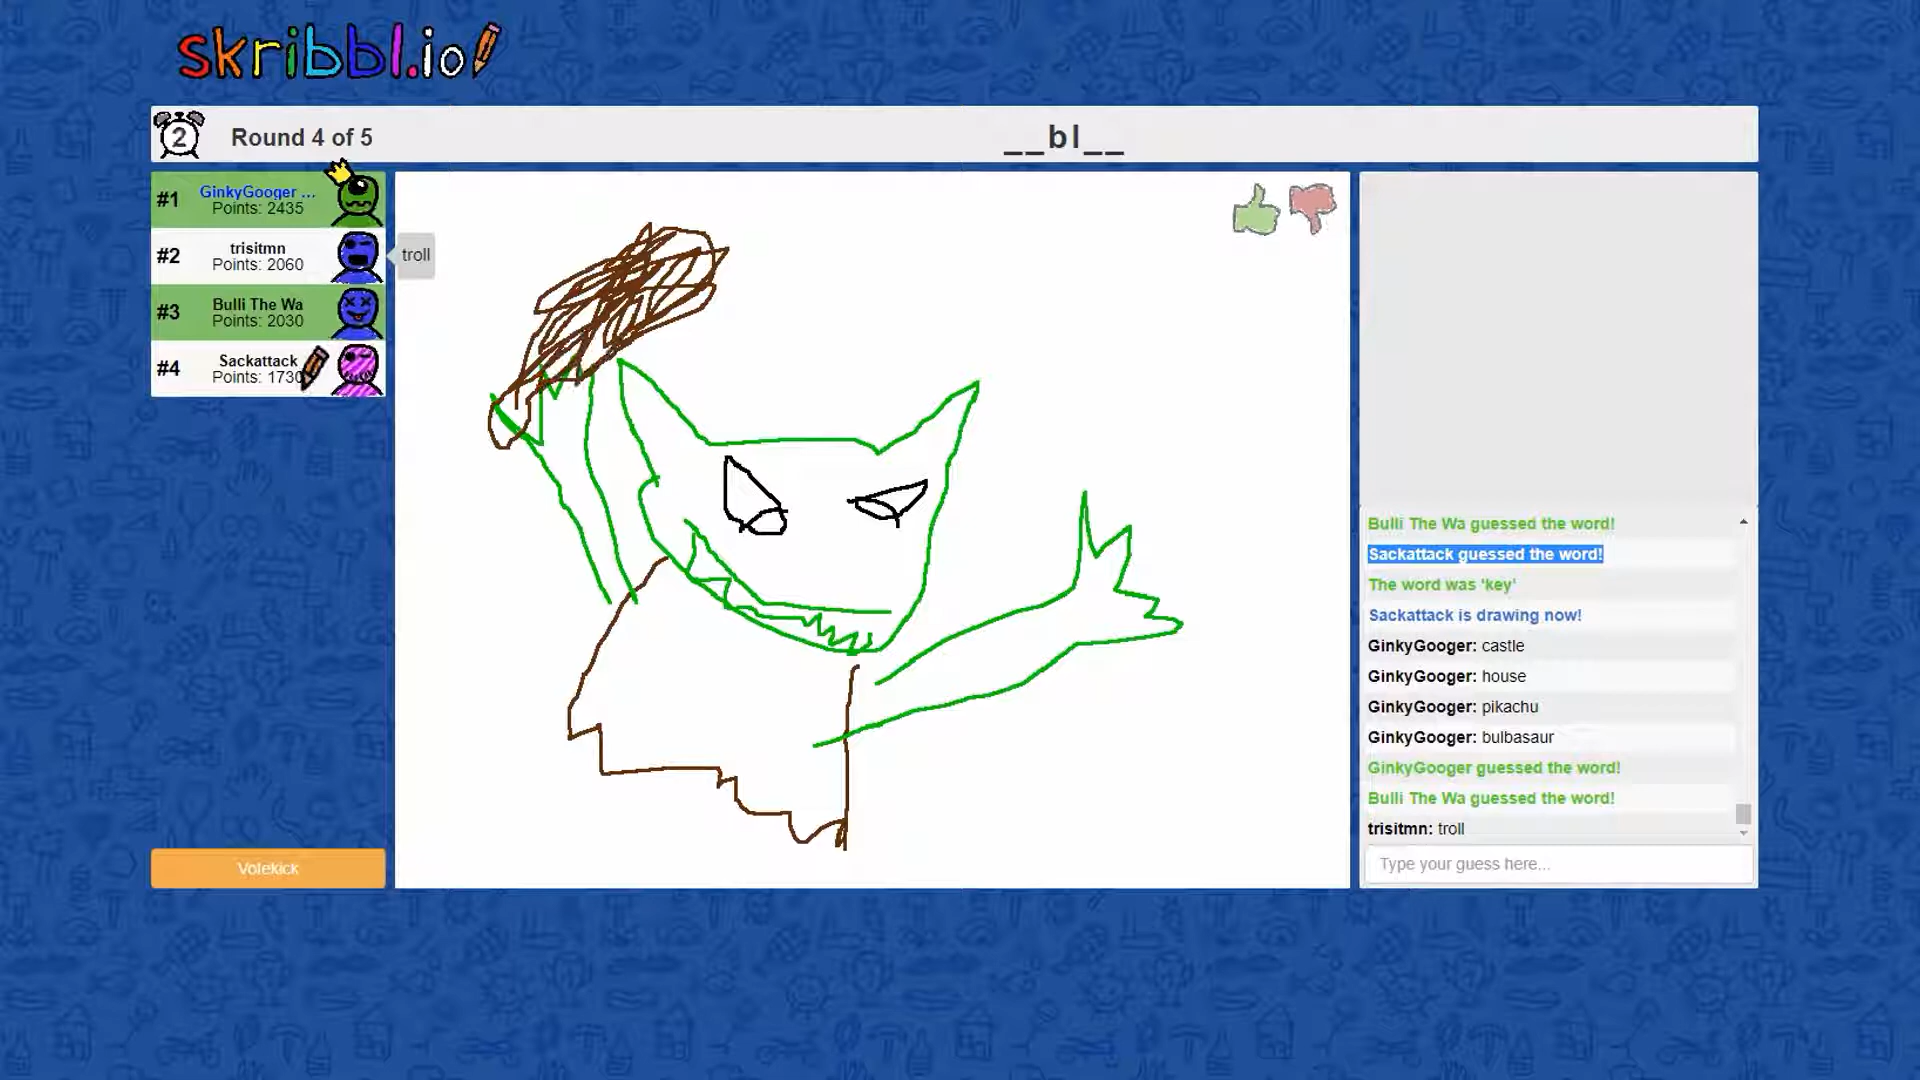 skribbl.io
2
Round 4 of 5
__bl__
#1
GinkyGooger ...
Points: 2435
#2
trisitmn
Points: 2060
troll
#3
Bulli The Wa
Points: 2030
#4
Sackattack
Points: 1730
Votekick
Bulli The Wa guessed the word!
Sackattack guessed the word!
The word was 'key'
Sackattack is drawing now!
GinkyGooger: castle
GinkyGooger: house
GinkyGooger: pikachu
GinkyGooger: bulbasaur
GinkyGooger guessed the word!
Bulli The Wa guessed the word!
trisitmn: troll
Type your guess here...